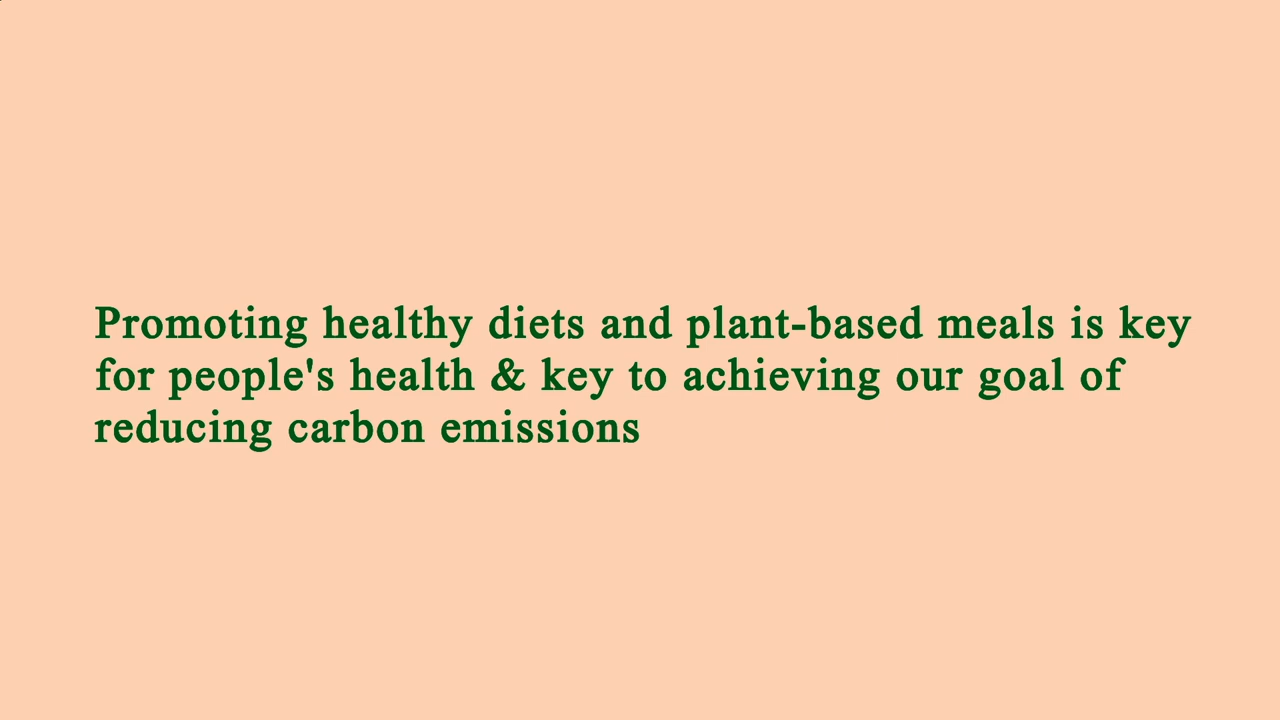 Promoting healthy diets and plant-based meals is key
for people's health & key to achieving our goal of
reducing carbon emissions